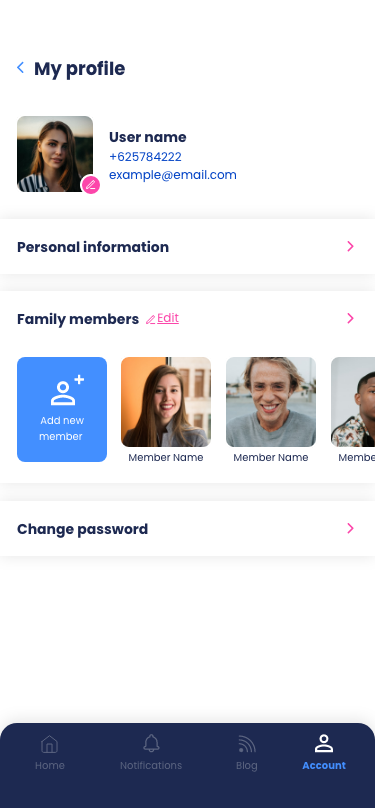 My profile
User name
+625784222
example@email.com
Personal information
Family members Edit
Add new
member
Member Name Member Name Membe
Change password
Home Notifications Blog Account